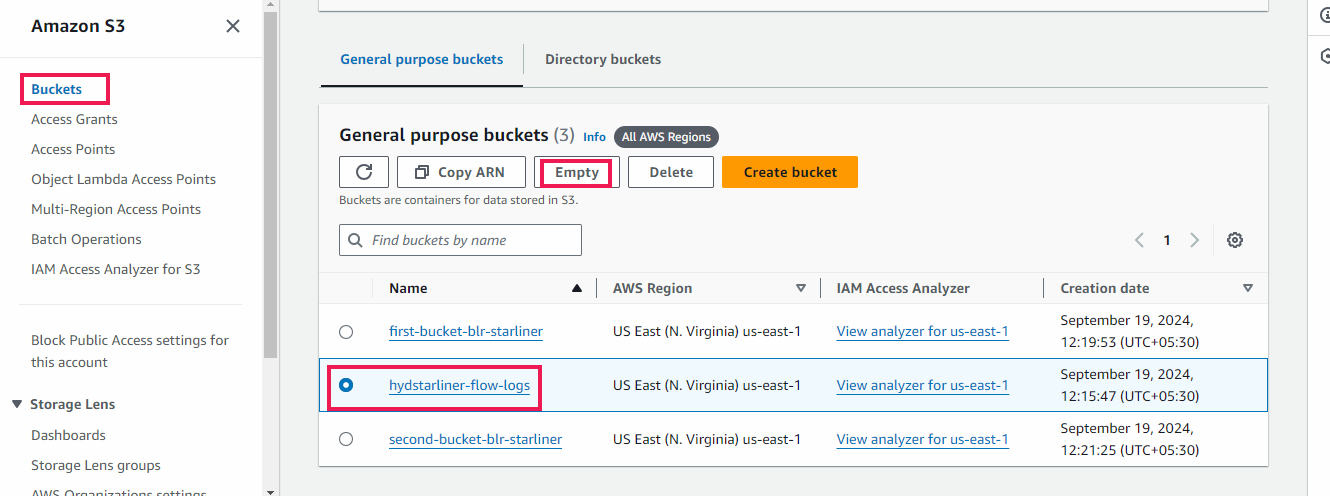 Amazon S3
Buckets
Access Grants
Access Points
Object Lambda Access Points
Multi-Region Access Points
Batch Operations
IAM Access Analyzer for S3
Block Public Access settings for
this account
Storage Lens
Dashboards
Storage Lens groups
AWS Organizations settings
General purpose buckets
Directory buckets
General purpose buckets (3) Info All AWS Regions
Copy ARN Empty Delete Create bucket
Buckets are containers for data stored in S3.
Find buckets by name
1
Name AWS Region IAM Access Analyzer Creation date
first-bucket-blr-starliner US East (N. Virginia) us-east-1 View analyzer for us-east-1 September 19, 2024,
12:19:53 (UTC+05:30)
hydstarliner-flow-logs US East (N. Virginia) us-east-1 View analyzer for us-east-1 September 19, 2024,
12:15:47 (UTC+05:30)
second-bucket-blr-starliner US East (N. Virginia) us-east-1 View analyzer for us-east-1 September 19, 2024,
12:21:25 (UTC+05:30)